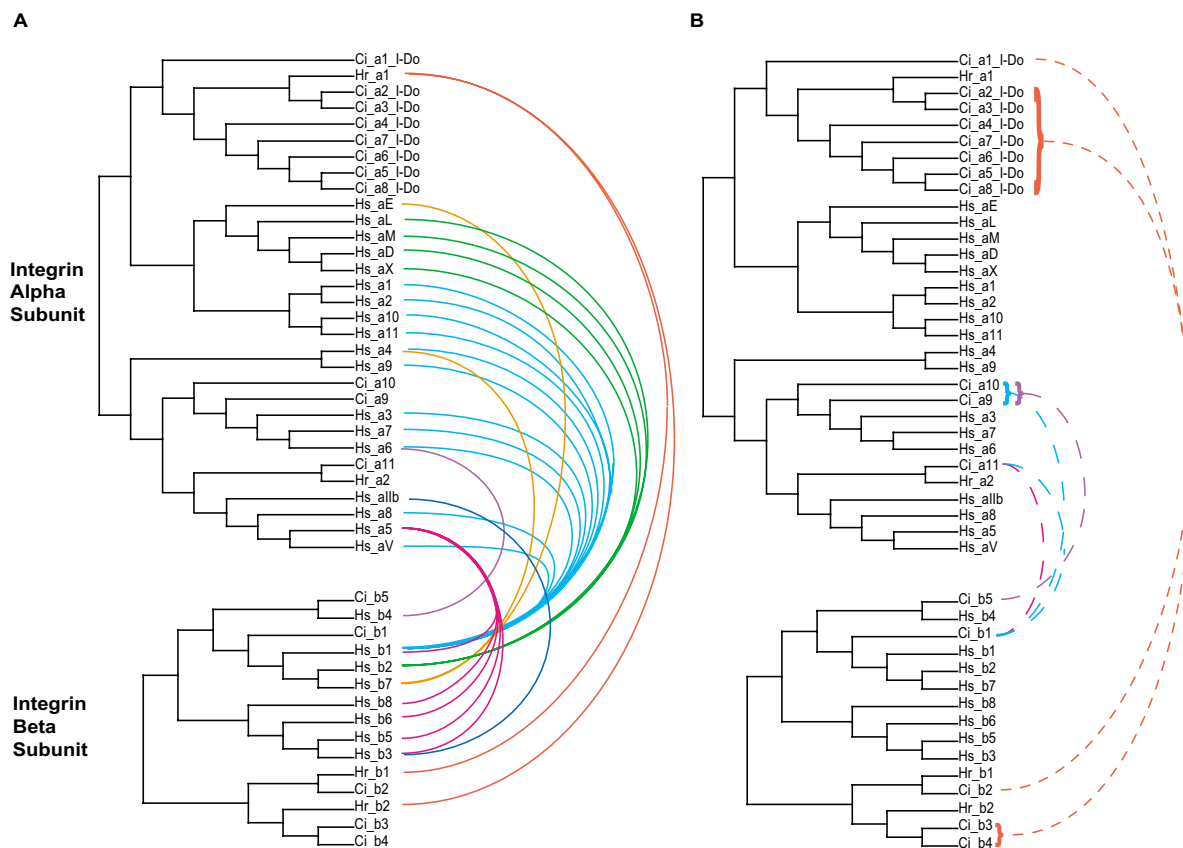 A
Ci_a1_I-Do
Hr_a1
Ci_a2_I-Do
Ci_a3_I-Do
Ci_a4_I-Do
Ci_a7_I-Do
Ci_a6_I-Do
Ci_a5_I-Do
Ci_a8_I-Do
Hs_aE
Hs_aL
Hs_aM
Hs_aD
Hs_aX
Hs_a1
Hs_a2
Hs_a10
Hs_a11
Hs_a4
Hs_a9
Ci_a10
Ci_a9
Hs_a3
Hs_a7
Hs_a6
Ci_a11
Hr_a2
Hs_aIIb
Hs_a8
Hs_a5
Hs_aV
Integrin
Alpha
Subunit
Ci_b5
Hs_b4
Ci_b1
Hs_b1
Hs_b2
Hs_b7
Hs_b8
Hs_b6
Hs_b5
Hs_b3
Hr_b1
Ci_b2
Hr_b2
Ci_b3
Ci_b4
Integrin
Beta
Subunit
B
Ci_a1_I-Do
Hr_a1
Ci_a2_I-Do
Ci_a3_I-Do
Ci_a4_I-Do
Ci_a7_I-Do
Ci_a6_I-Do
Ci_a5_I-Do
Ci_a8_I-Do
Hs_aE
Hs_aL
Hs_aM
Hs_aD
Hs_aX
Hs_a1
Hs_a2
Hs_a10
Hs_a11
Hs_a4
Hs_a9
Ci_a10
Ci_a9
Hs_a3
Hs_a7
Hs_a6
Ci_a11
Hr_a2
Hs_aIIb
Hs_a8
Hs_a5
Hs_aV
Ci_b5
Hs_b4
Ci_b1
Hs_b1
Hs_b2
Hs_b7
Hs_b8
Hs_b6
Hs_b5
Hs_b3
Hr_b1
Ci_b2
Hr_b2
Ci_b3
Ci_b4